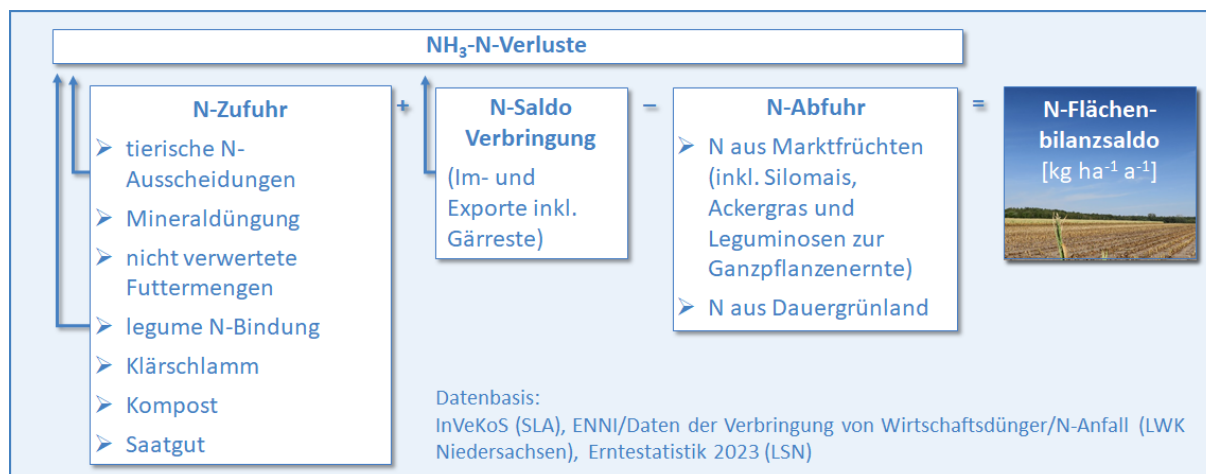 NH₃-N-Verluste
N-Zufuhr
➢ tierische N-
Ausscheidungen
➢ Mineraldüngung
➢ nicht verwertete
Futtermengen
➢ legume N-Bindung
➢ Klärschlamm
➢ Kompost
➢ Saatgut
+
N-Saldo
Verbringung
(Im- und
Exporte inkl.
Gärreste)
–
N-Abfuhr
➢ N aus Marktfrüchten
(inkl. Silomais,
Ackergras und
Leguminosen zur
Ganzpflanzenernte)
➢ N aus Dauergrünland
=
N-Flächen-
bilanzsaldo
[kg ha⁻¹ a⁻¹]
Datenbasis:
InVeKoS (SLA), ENNI/Daten der Verbringung von Wirtschaftsdünger/N-Anfall (LWK
Niedersachsen), Erntestatistik 2023 (LSN)